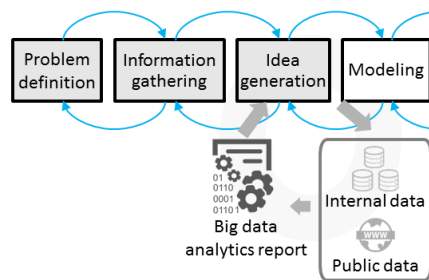 Problem
definition
Information
gathering
Idea
generation
Modeling
01
0110
0001
0110 1
Big data
analytics report
Internal data
WWW
Public data